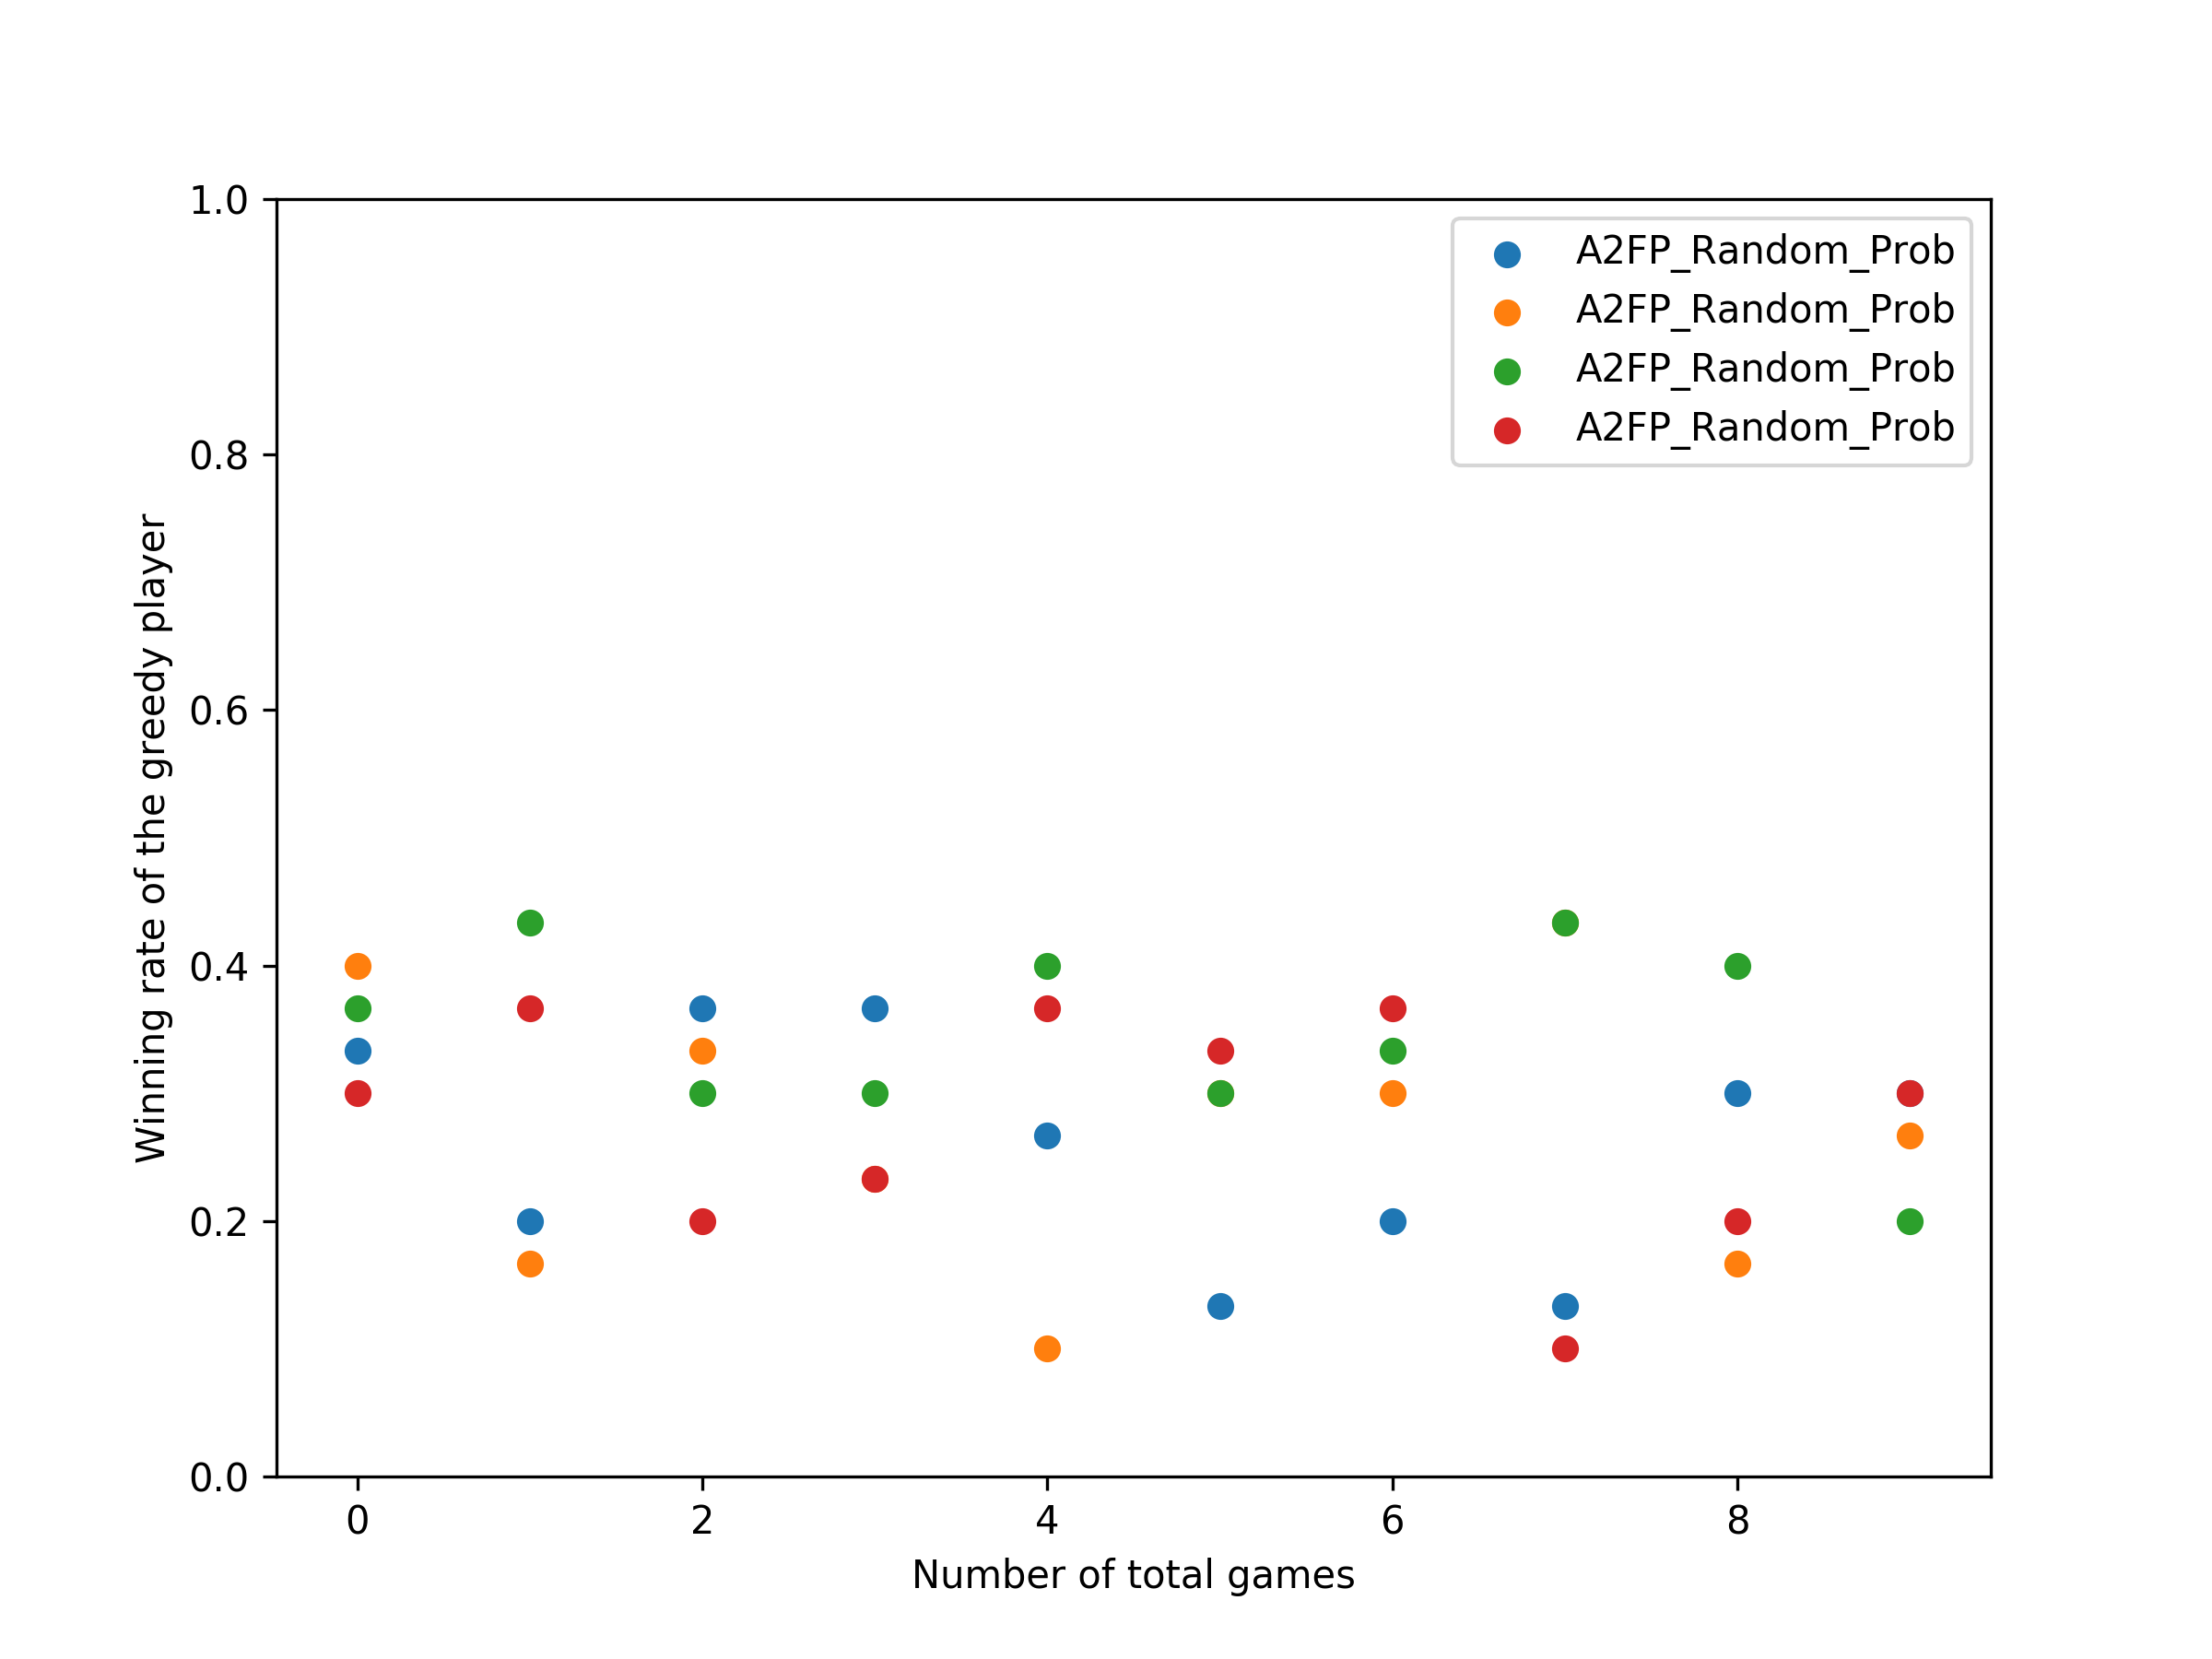 1.0
0.8
0.6
0.4
0.2
0.0
Winning rate of the greedy player
A2FP_Random_Prob
A2FP_Random_Prob
A2FP_Random_Prob
A2FP_Random_Prob
0 2 4 6 8
Number of total games